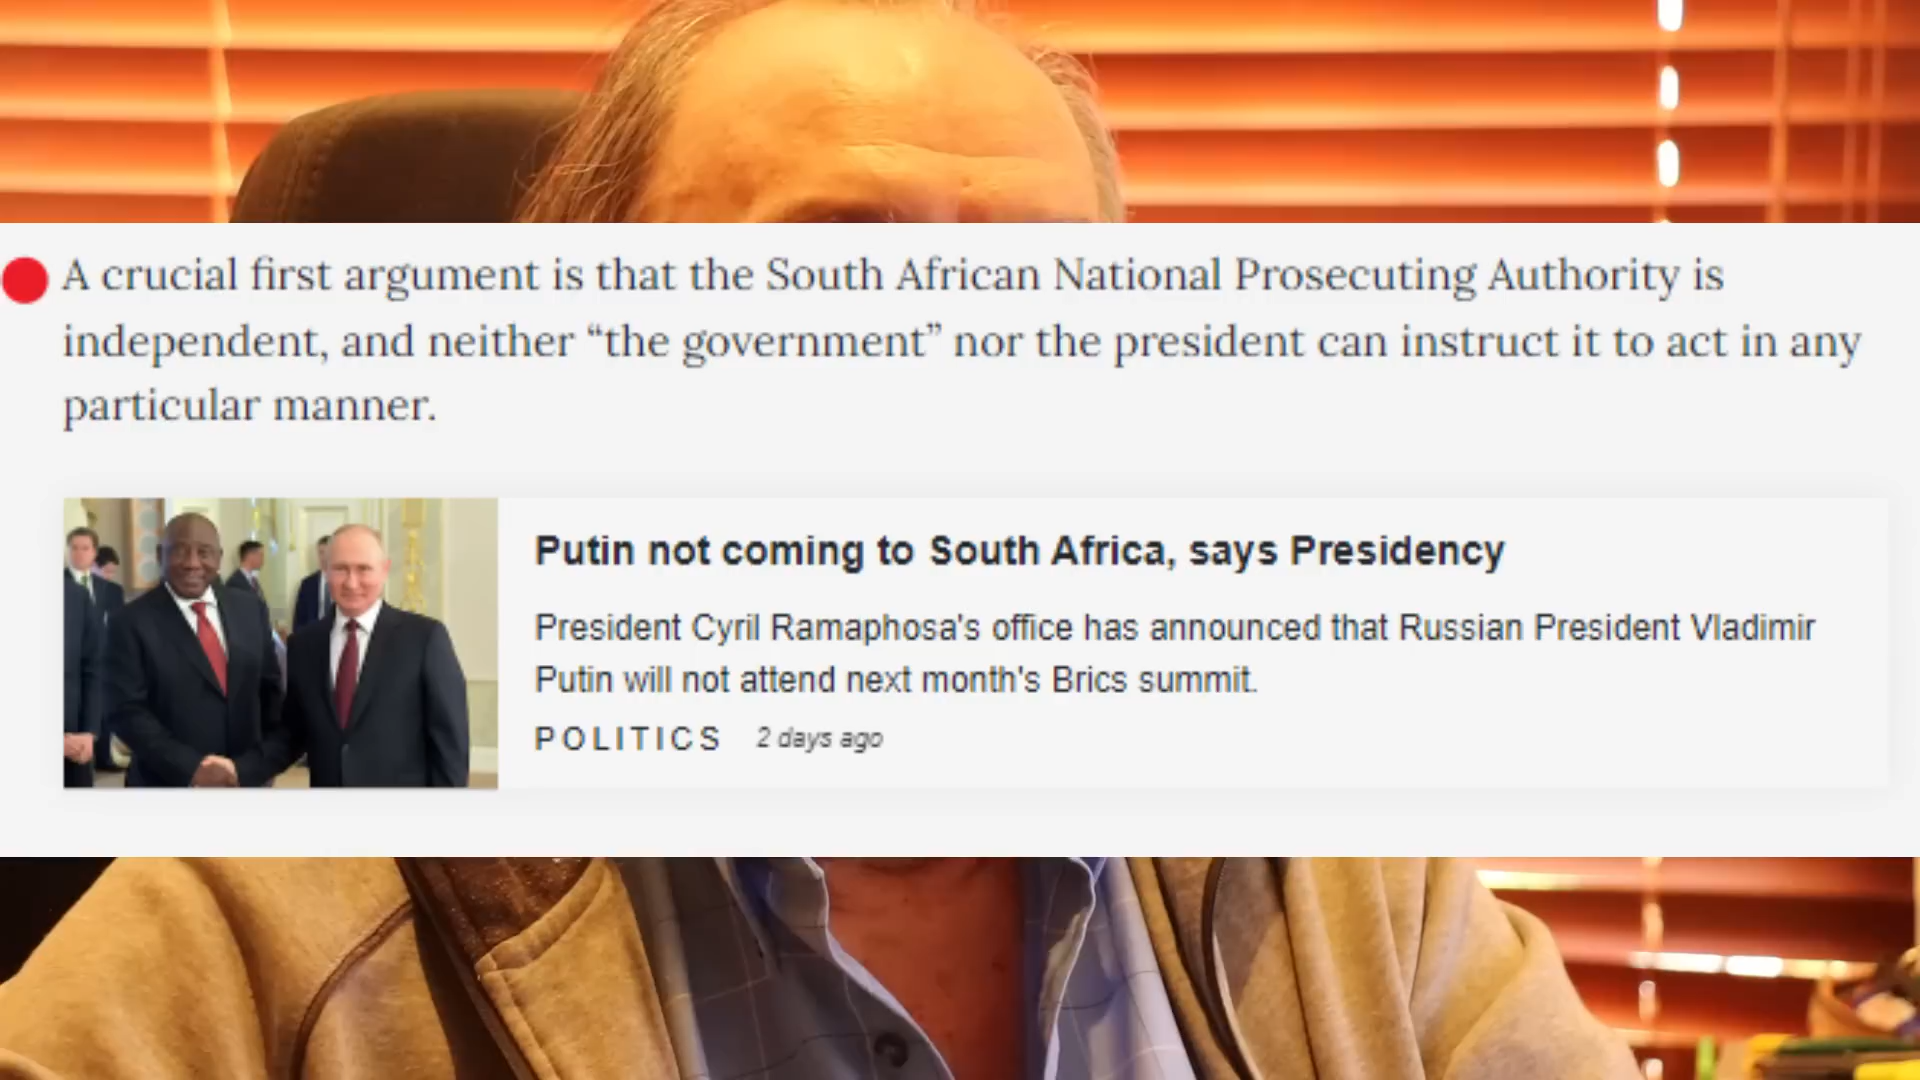 A crucial first argument is that the South African National Prosecuting Authority is
independent, and neither “the government” nor the president can instruct it to act in any
particular manner.
Putin not coming to South Africa, says Presidency
President Cyril Ramaphosa's office has announced that Russian President Vladimir
Putin will not attend next month's Brics summit.
POLITICS 2 days ago